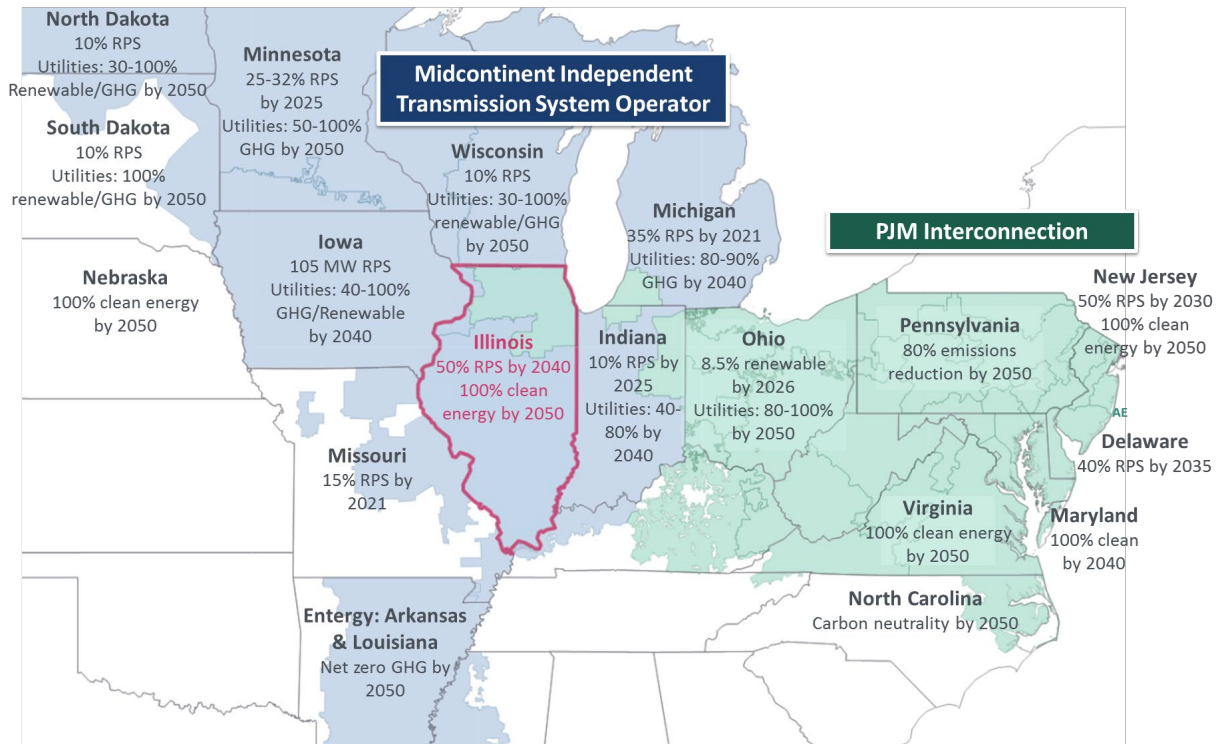 North Dakota
10% RPS
Utilities: 30-100%
Renewable/GHG by 2050
South Dakota
10% RPS
Utilities: 100%
renewable/GHG by 2050
Nebraska
100% clean energy
by 2050
Minnesota
25-32% RPS
by 2025
Utilities: 50-100%
GHG by 2050
Iowa
105 MW RPS
Utilities: 40-100%
GHG/Renewable
by 2040
Midcontinent Independent
Transmission System Operator
Wisconsin
10% RPS
Utilities: 30-100%
renewable/GHG
by 2050
Michigan
35% RPS by 2021
Utilities: 80-90%
GHG by 2040
Illinois
50% RPS by 2040
100% clean
energy by 2050
Indiana
10% RPS by
2025
Utilities: 40-
80% by
2040
Missouri
15% RPS by
2021
Entergy: Arkansas
& Louisiana
Net zero GHG by
2050
PJM Interconnection
Ohio
8.5% renewable
by 2026
Utilities: 80-100%
by 2050
Pennsylvania
80% emissions
reduction by 2050
New Jersey
50% RPS by 2030
100% clean
energy by 2050
AE
Delaware
40% RPS by 2035
Virginia
100% clean energy
by 2050
Maryland
100% clean
by 2040
North Carolina
Carbon neutrality by 2050